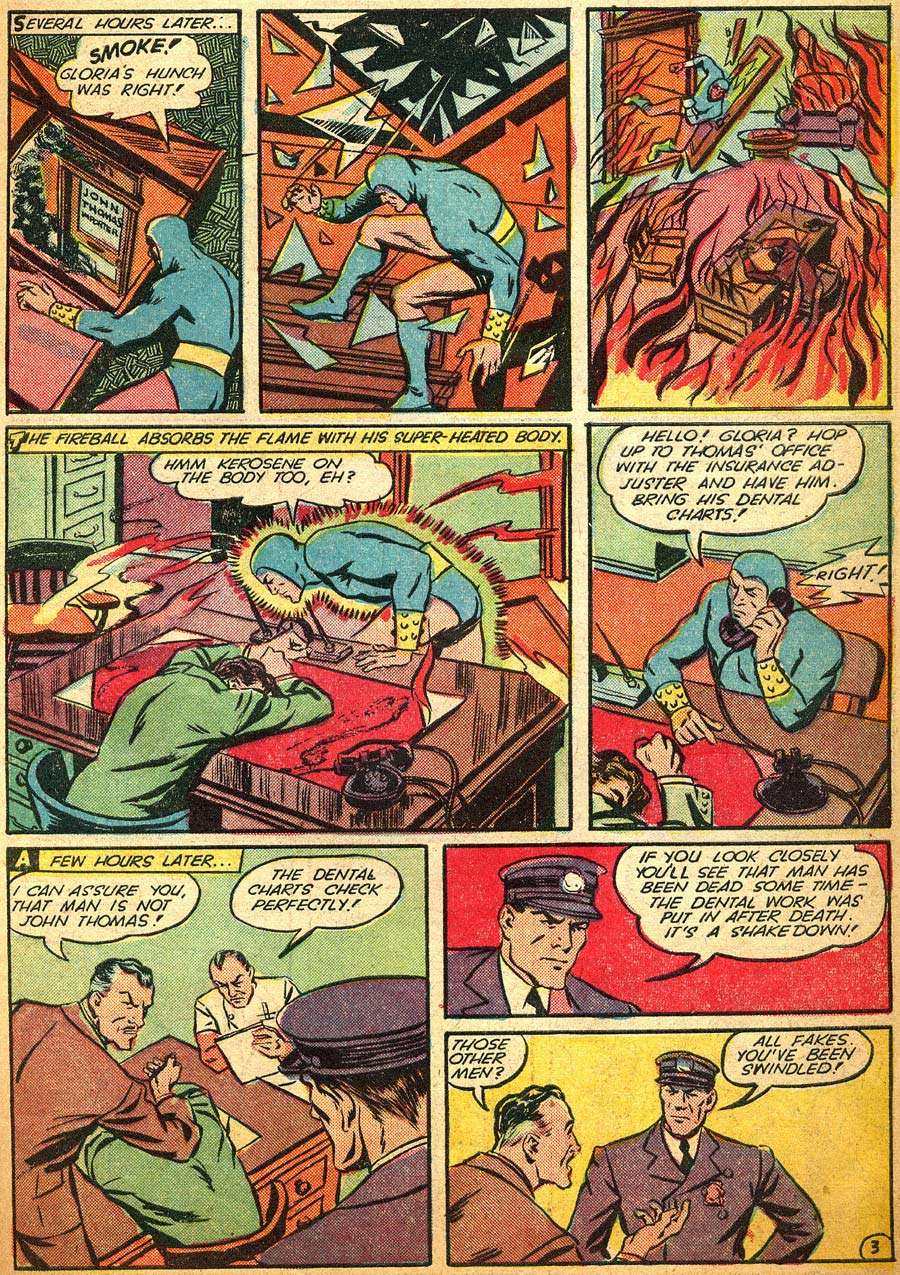 SEVERAL HOURS LATER...
SMOKE!
GLORIA'S HUNCH
WAS RIGHT!
JOHN
THOMAS
IMPORTER
THE FIREBALL ABSORBS THE FLAME WITH HIS SUPER-HEATED BODY.
HMM KEROSENE ON
THE BODY TOO, EH?
HELLO! GLORIA? HOP
UP TO THOMAS' OFFICE
WITH THE INSURANCE AD-
JUSTER AND HAVE HIM.
BRING HIS DENTAL
CHARTS!
RIGHT!
A FEW HOURS LATER...
I CAN ASSURE YOU,
THAT MAN IS NOT
JOHN THOMAS!
THE DENTAL
CHARTS CHECK
PERFECTLY!
IF YOU LOOK CLOSELY
YOU'LL SEE THAT MAN HAS
BEEN DEAD SOME TIME-
THE DENTAL WORK WAS
PUT IN AFTER DEATH.
IT'S A SHAKEDOWN!
THOSE
OTHER
MEN?
ALL FAKES.
YOU'VE BEEN
SWINDLED!
3